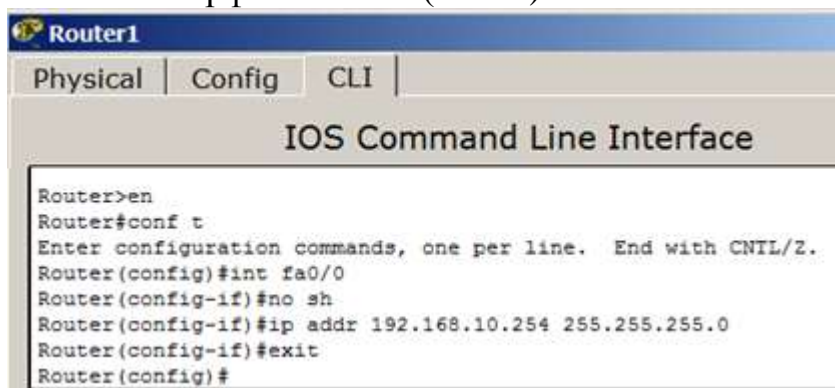 Router1
Physical Config CLI
IOS Command Line Interface
Router>en
Router#conf t
Enter configuration commands, one per line. End with CNTL/Z.
Router(config)#int fa0/0
Router(config-if)#no sh
Router(config-if)#ip addr 192.168.10.254 255.255.255.0
Router(config-if)#exit
Router(config)#